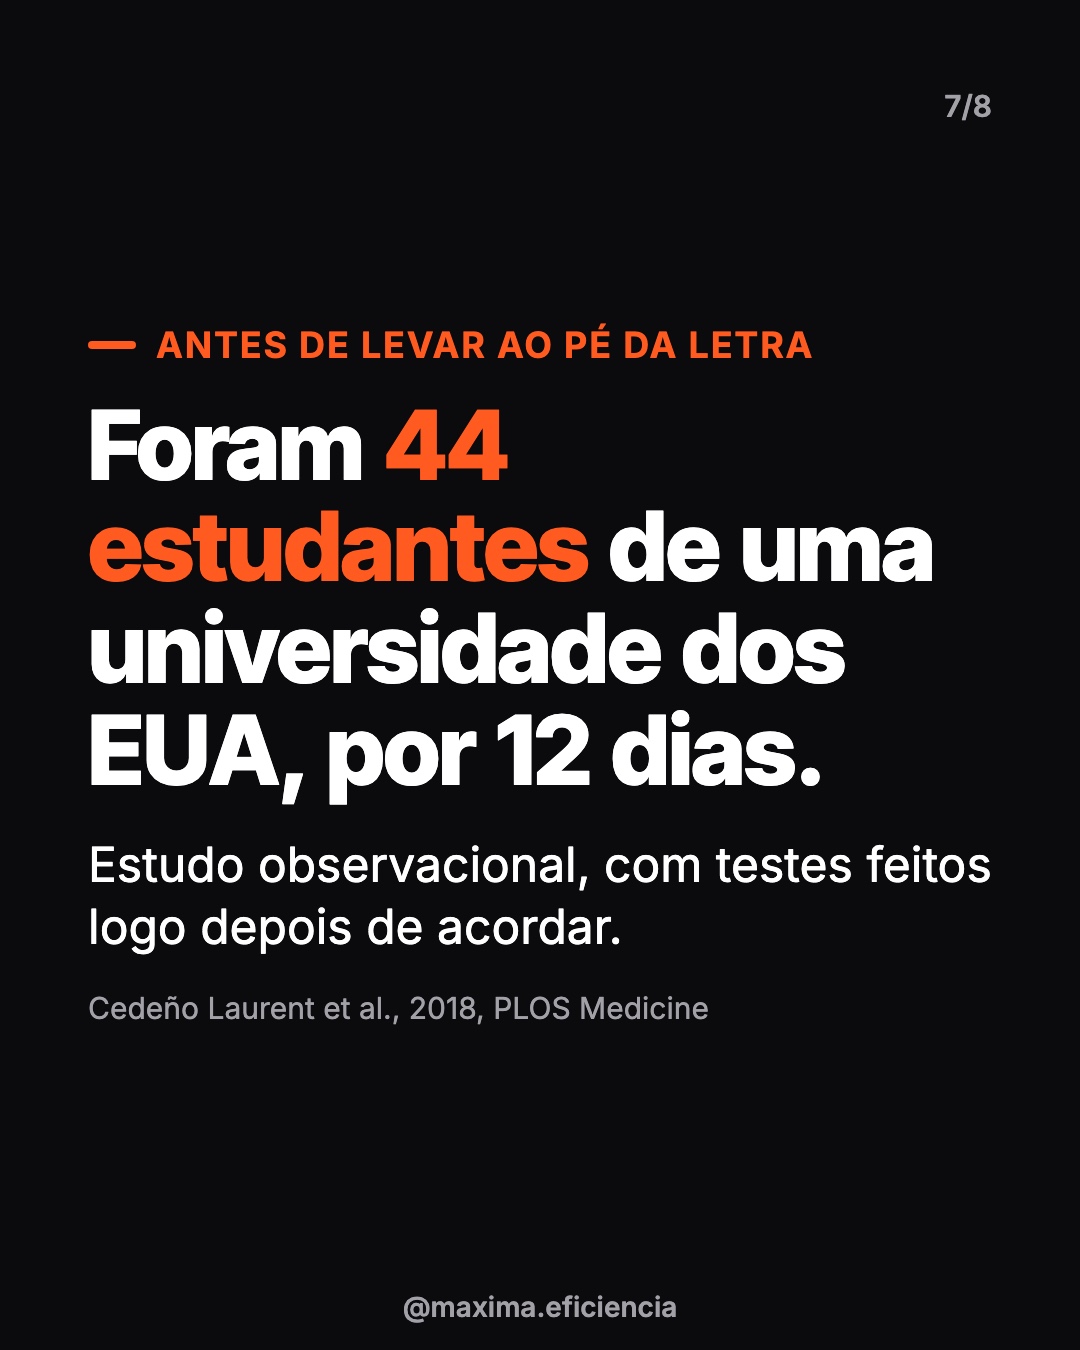 7/8
ANTES DE LEVAR AO PÉ DA LETRA
Foram 44
estudantes de uma
universidade dos
EUA, por 12 dias.
Estudo observacional, com testes feitos
logo depois de acordar.
Cedeño Laurent et al., 2018, PLOS Medicine
@maxima.eficiencia